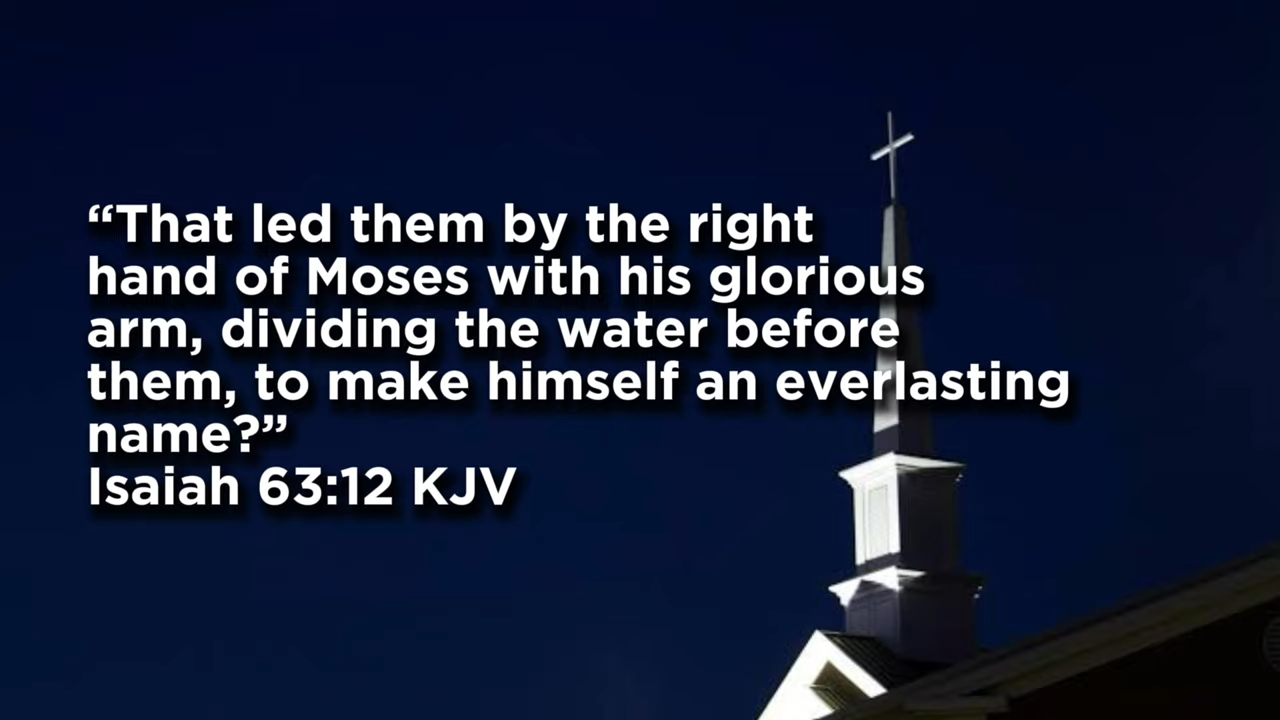 “That led them by the right
hand of Moses with his glorious
arm, dividing the water before
them, to make himself an everlasting
name?”
Isaiah 63:12 KJV